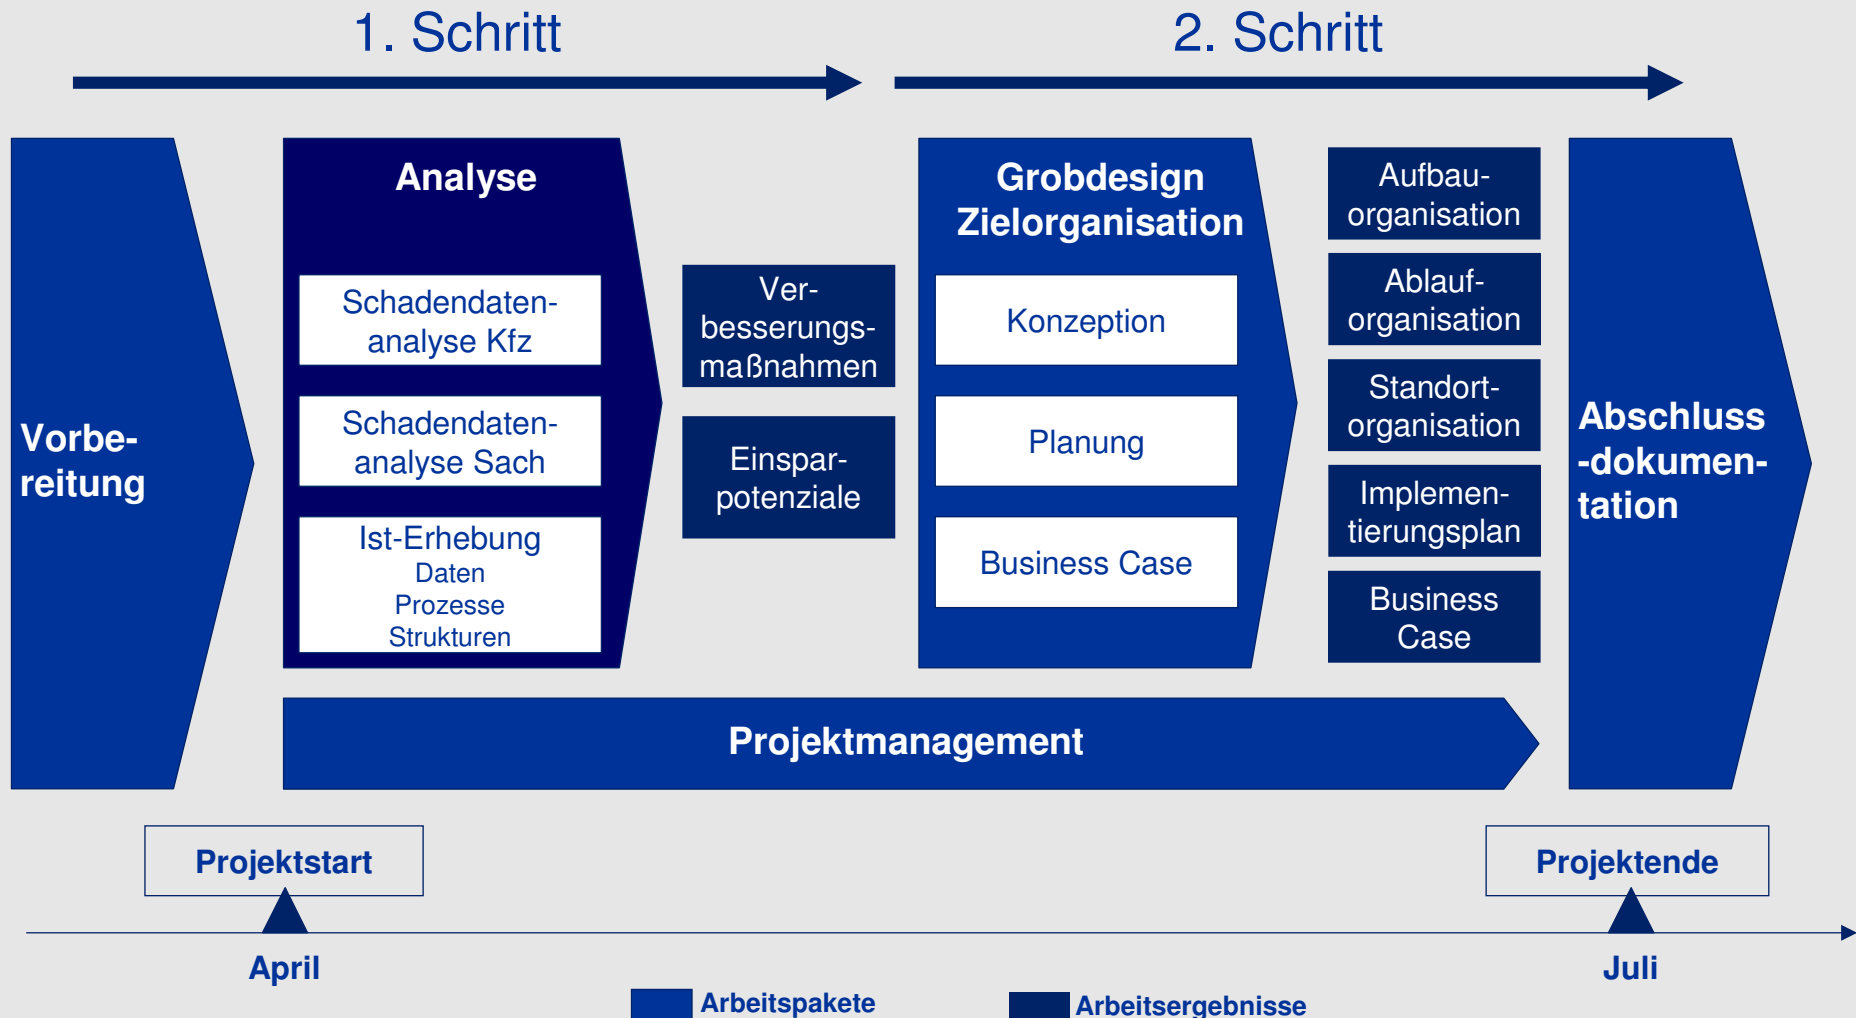 1. Schritt
2. Schritt
Vorbe-
reitung
Analyse
Schadendaten-
analyse Kfz
Schadendaten-
analyse Sach
Ist-Erhebung
Daten
Prozesse
Strukturen
Ver-
besserungs-
maßnahmen
Einspar-
potenziale
Grobdesign
Zielorganisation
Konzeption
Planung
Business Case
Aufbau-
organisation
Ablauf-
organisation
Standort-
organisation
Implemen-
tierungsplan
Business
Case
Abschluss
-dokumen-
tation
Projektmanagement
Projektstart
Projektende
April
Juli
Arbeitspakete
Arbeitsergebnisse